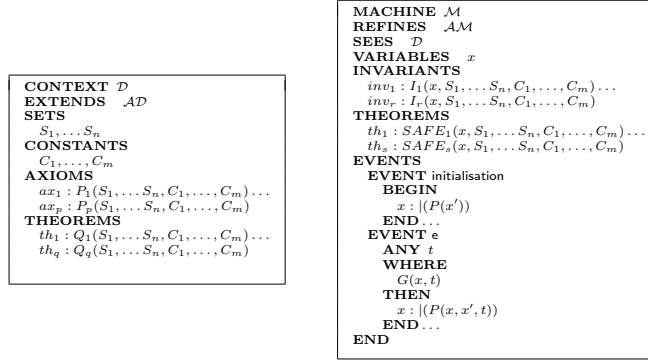 CONTEXT 𝒟
EXTENDS 𝒜𝒟
SETS
S₁, … Sₙ
CONSTANTS
C₁, … , Cₘ
AXIOMS
ax₁ : P₁(S₁, … Sₙ, C₁, … , Cₘ) …
axₚ : Pₚ(S₁, … Sₙ, C₁, … , Cₘ)
THEOREMS
th₁ : Q₁(S₁, … Sₙ, C₁, … , Cₘ) …
th_q : Q_q(S₁, … Sₙ, C₁, … , Cₘ)
MACHINE ℳ
REFINES 𝒜ℳ
SEES 𝒟
VARIABLES x
INVARIANTS
inv₁ : I₁(x, S₁, … Sₙ, C₁, … , Cₘ) …
invᵣ : Iᵣ(x, S₁, … Sₙ, C₁, … , Cₘ)
THEOREMS
th₁ : SAFE₁(x, S₁, … Sₙ, C₁, … , Cₘ) …
thₛ : SAFEₛ(x, S₁, … Sₙ, C₁, … , Cₘ)
EVENTS
EVENT initialisation
BEGIN
x : |(P(x′))
END …
EVENT e
ANY t
WHERE
G(x, t)
THEN
x : |(P(x, x′, t))
END …
END